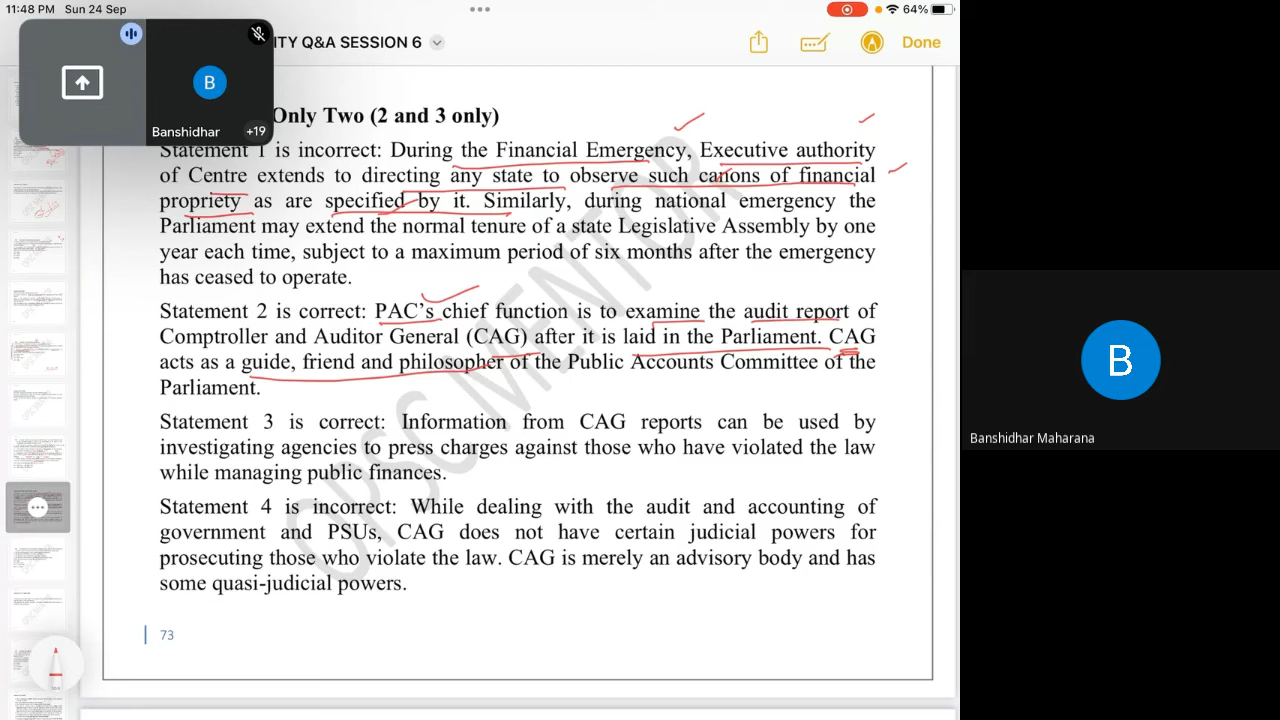 11:48 PM Sun 24 Sep
64%
ITY Q&A SESSION 6
Done
B
Banshidhar
+19
Only Two (2 and 3 only)
Statement 1 is incorrect: During the Financial Emergency, Executive authority
of Centre extends to directing any state to observe such canons of financial
propriety as are specified by it. Similarly, during national emergency the
Parliament may extend the normal tenure of a state Legislative Assembly by one
year each time, subject to a maximum period of six months after the emergency
has ceased to operate.
Statement 2 is correct: PAC's chief function is to examine the audit report of
Comptroller and Auditor General (CAG) after it is laid in the Parliament. CAG
acts as a guide, friend and philosopher of the Public Accounts Committee of the
Parliament.
Statement 3 is correct: Information from CAG reports can be used by
investigating agencies to press charges against those who have violated the law
while managing public finances.
Statement 4 is incorrect: While dealing with the audit and accounting of
government and PSUs, CAG does not have certain judicial powers for
prosecuting those who violate the law. CAG is merely an advisory body and has
some quasi-judicial powers.
73
OPSC MENTOR
B
Banshidhar Maharana